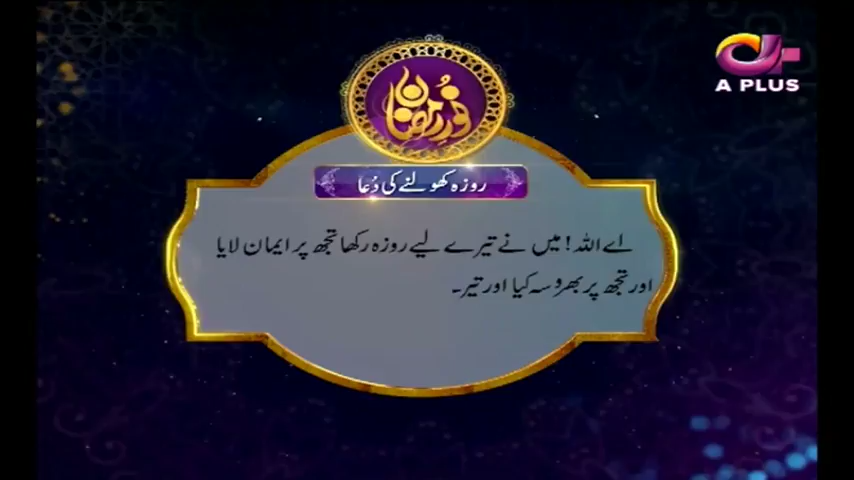 A PLUS
نورِ رمضان
روزہ کھولنے کی دُعا
اے اللہ! میں نے تیرے لیے روزہ رکھا تجھ پر ایمان لایا
اور تجھ پر بھروسہ کیا اور تیر۔